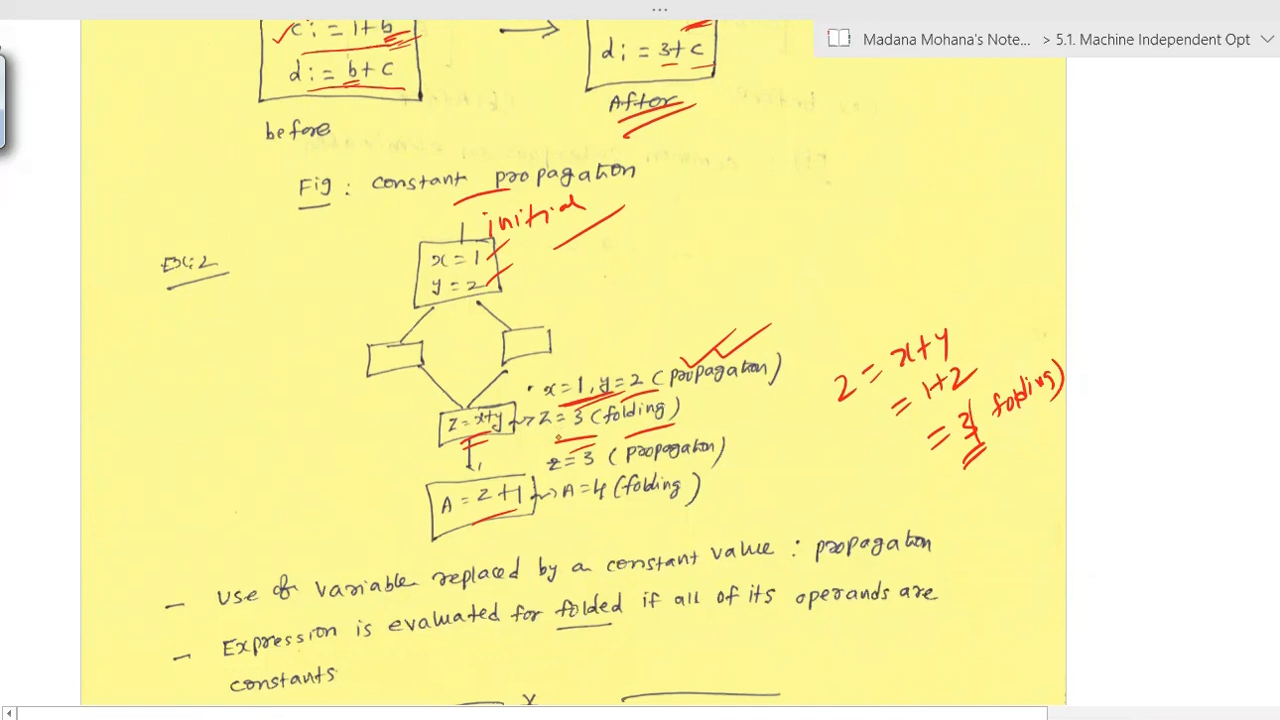 ...
Madana Mohana's Note... > 5.1. Machine Independent Opt
c := 1+b
d := b+c
before
d := 3+c
After
Fig : constant propagation
initial
Ex:2
x = 1
y = 2
• x=1, y=2 (propagation)
z = x+y → z = 3 (folding)
z = 3 (propagation)
A = z+1 → A = 4 (folding)
z = x+y
= 1+2
= 3 folding)
– Use of variable replaced by a constant value : propagation
– Expression is evaluated for folded if all of its operands are
constants